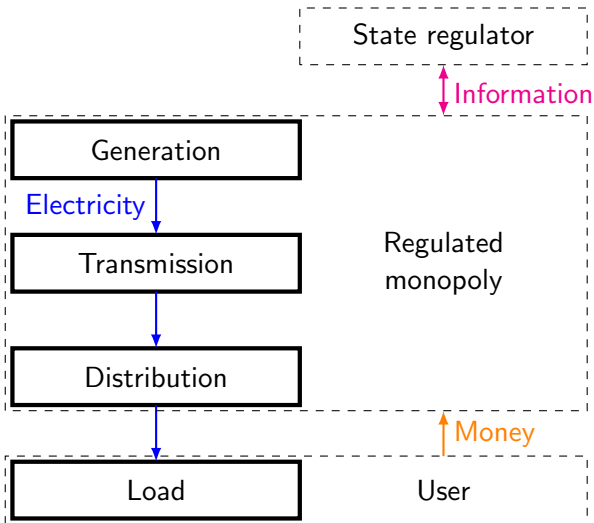 State regulator
Information
Generation
Electricity
Transmission
Regulated
monopoly
Distribution
Money
Load
User